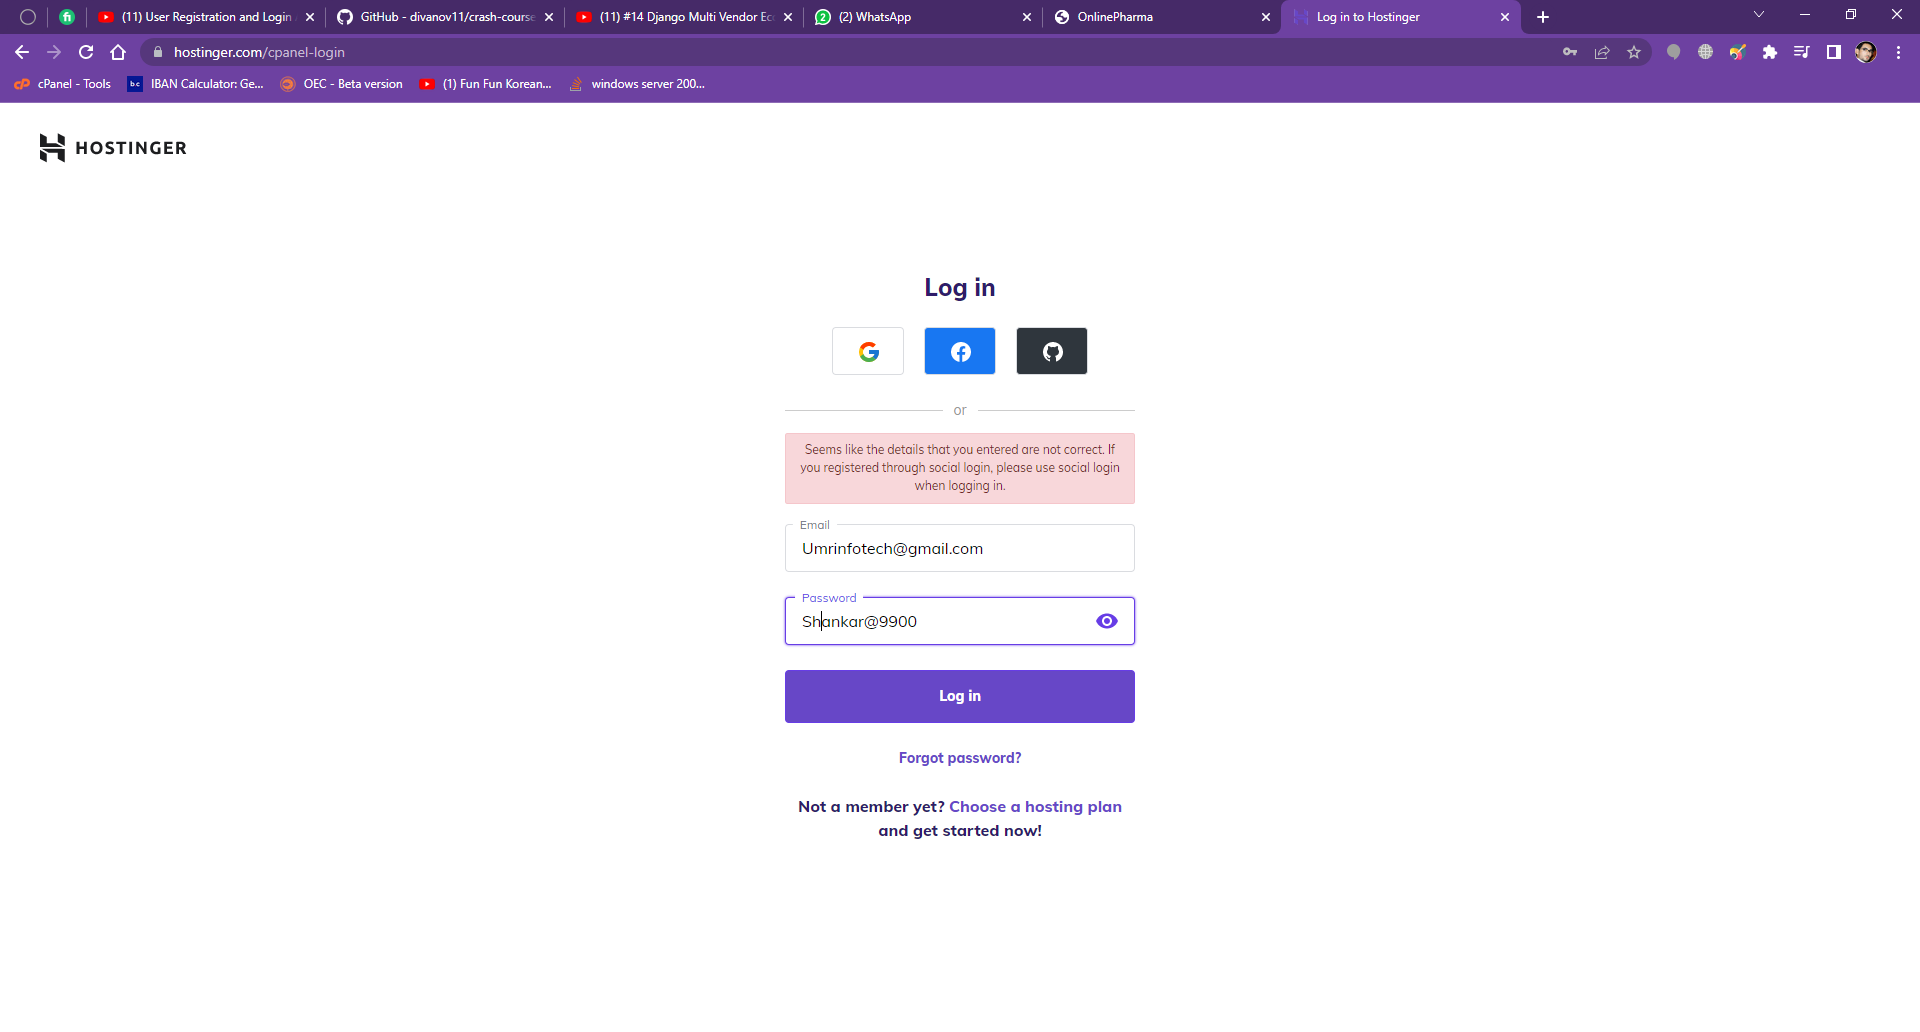 (11) User Registration and Login
GitHub - divanov11/crash-course
(11) #14 Django Multi Vendor Ec
2
(2) WhatsApp
OnlinePharma
Log in to Hostinger
hostinger.com/cpanel-login
cPanel - Tools
b:c
IBAN Calculator: Ge...
OEC - Beta version
(1) Fun Fun Korean...
windows server 200...
HOSTINGER
Log in
or
Seems like the details that you entered are not correct. If
you registered through social login, please use social login
when logging in.
Email
Umrinfotech@gmail.com
Password
Shankar@9900
Log in
Forgot password?
Not a member yet? Choose a hosting plan
and get started now!